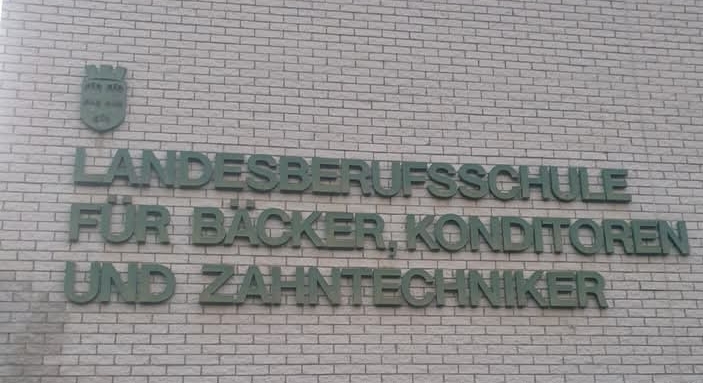 LANDESBERUFSSCHULE
FÜR BÄCKER, KONDITOREN
UND ZAHNTECHNIKER